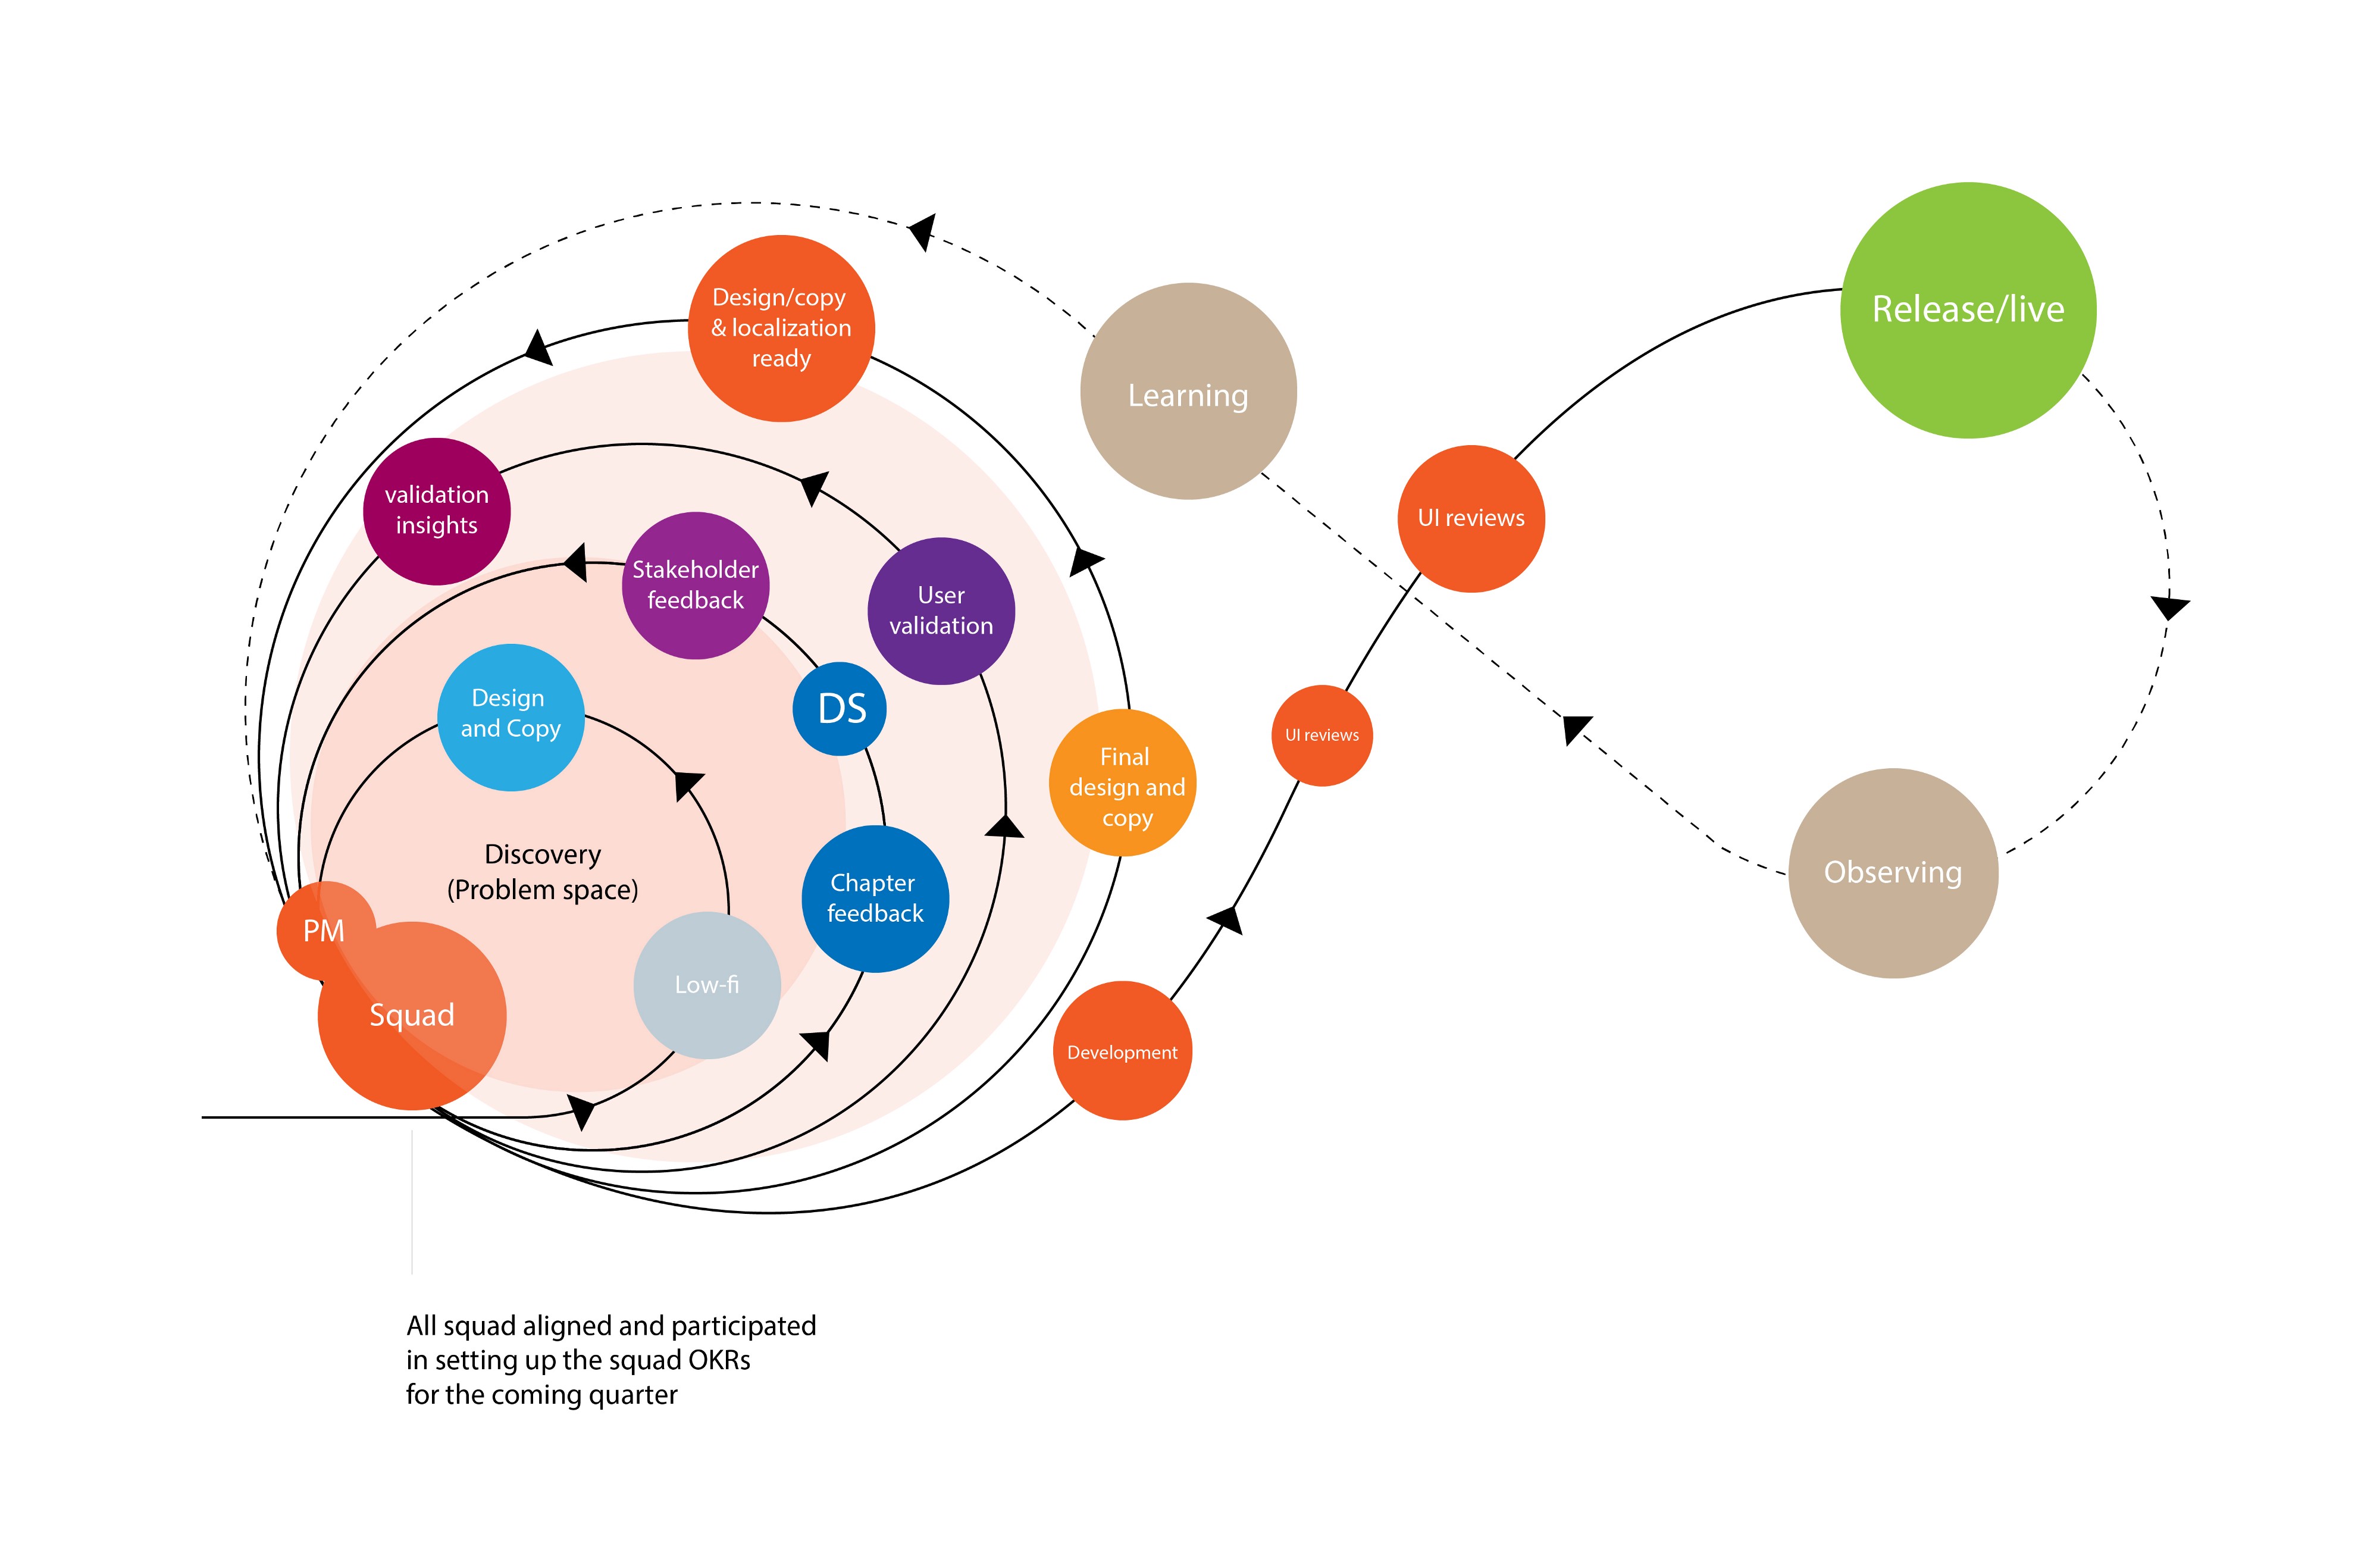 Design/copy
& localization
ready
Release/live
Learning
validation
insights
UI reviews
Stakeholder
feedback
User
validation
Design
and Copy
DS
UI reviews
Final
design and
copy
Discovery
(Problem space)
Chapter
feedback
Observing
PM
Low-fi
Squad
Development
All squad aligned and participated
in setting up the squad OKRs
for the coming quarter